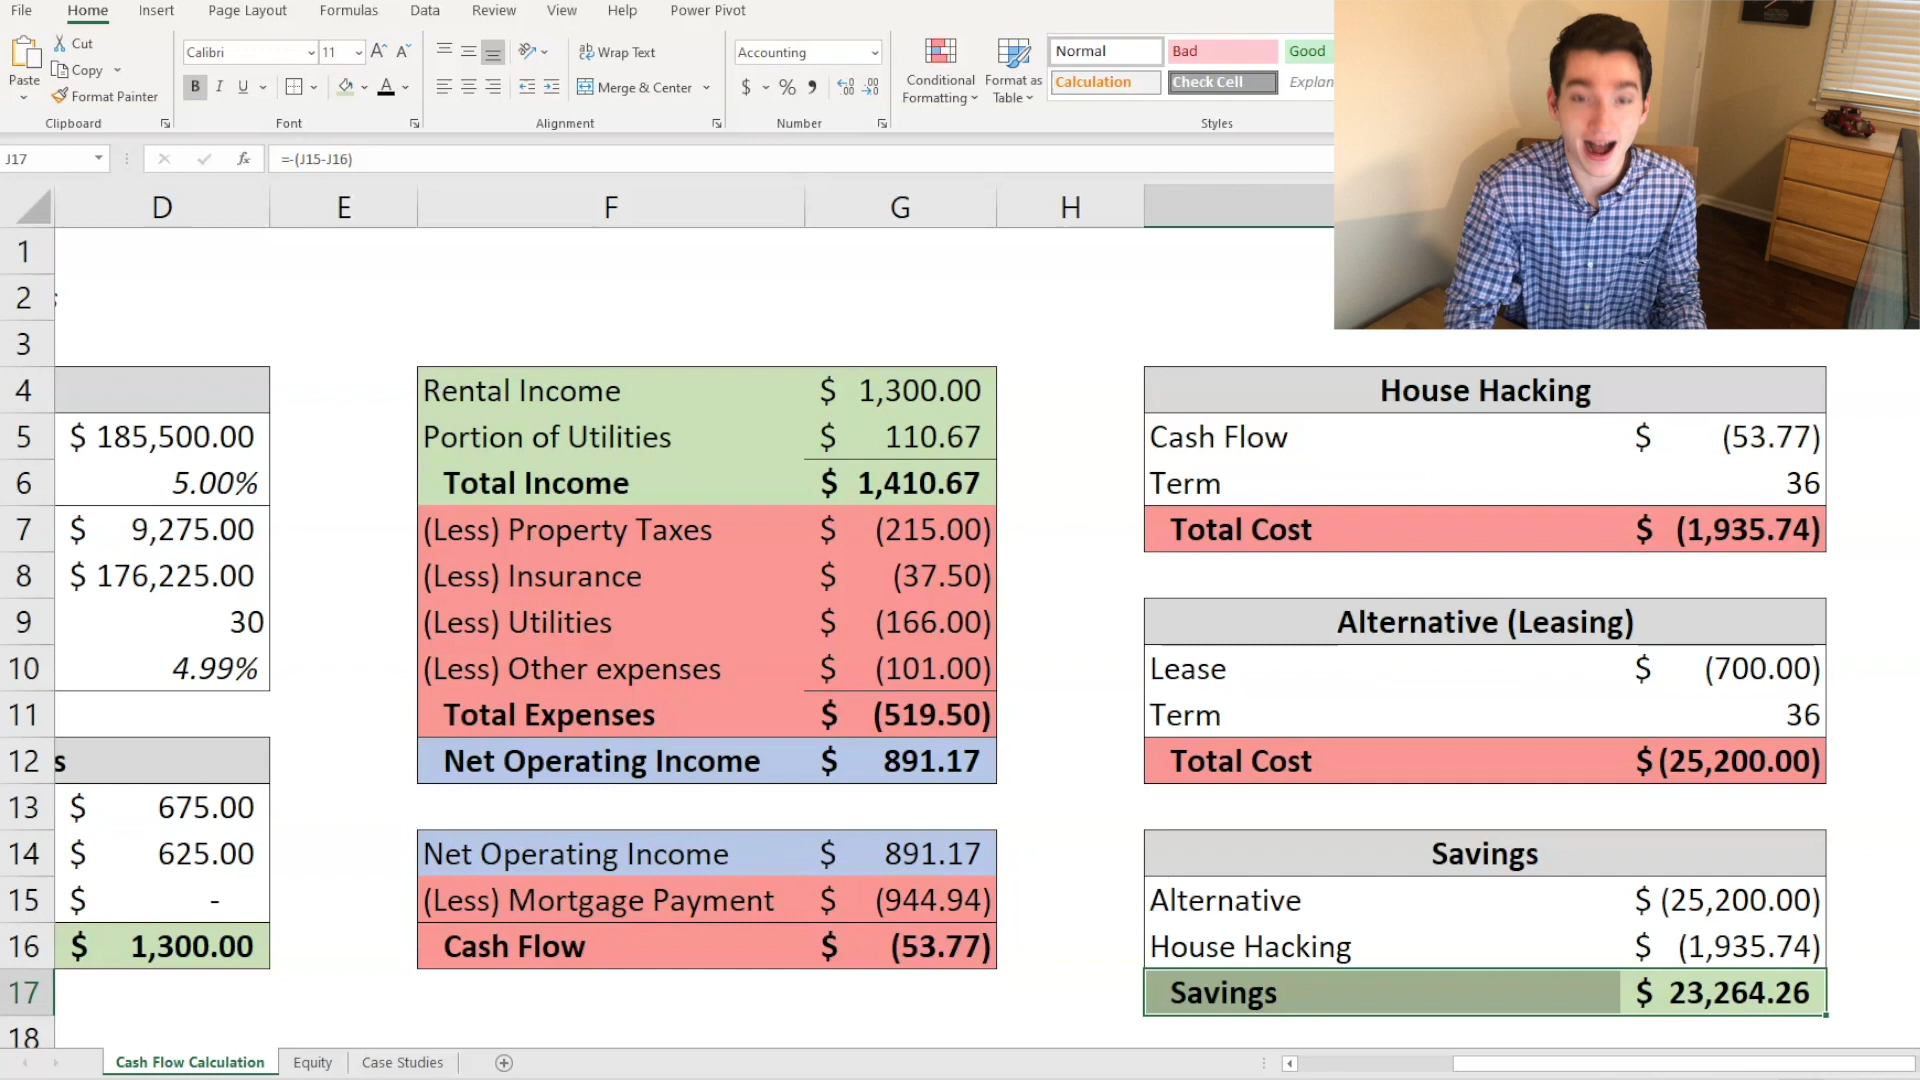 File Home Insert Page Layout Formulas Data Review View Help Power Pivot
Paste
Cut
Copy
Format Painter
Clipboard
Calibri 11
B I U
Font
Wrap Text
Merge & Center
Alignment
Accounting
$ %
Number
Conditional Formatting
Format as Table
Normal Bad Good
Calculation Check Cell Explan
Styles
J17 fx =-(J15-J16)
D E F G H
1
2
3
4 Rental Income $ 1,300.00 House Hacking
5 $ 185,500.00 Portion of Utilities $ 110.67 Cash Flow $ (53.77)
6 5.00% Total Income $ 1,410.67 Term 36
7 $ 9,275.00 (Less) Property Taxes $ (215.00) Total Cost $ (1,935.74)
8 $ 176,225.00 (Less) Insurance $ (37.50)
9 30 (Less) Utilities $ (166.00) Alternative (Leasing)
10 4.99% (Less) Other expenses $ (101.00) Lease $ (700.00)
11 Total Expenses $ (519.50) Term 36
12 s Net Operating Income $ 891.17 Total Cost $ (25,200.00)
13 $ 675.00
14 $ 625.00 Net Operating Income $ 891.17 Savings
15 $ - (Less) Mortgage Payment $ (944.94) Alternative $ (25,200.00)
16 $ 1,300.00 Cash Flow $ (53.77) House Hacking $ (1,935.74)
17 Savings $ 23,264.26
18
Cash Flow Calculation Equity Case Studies